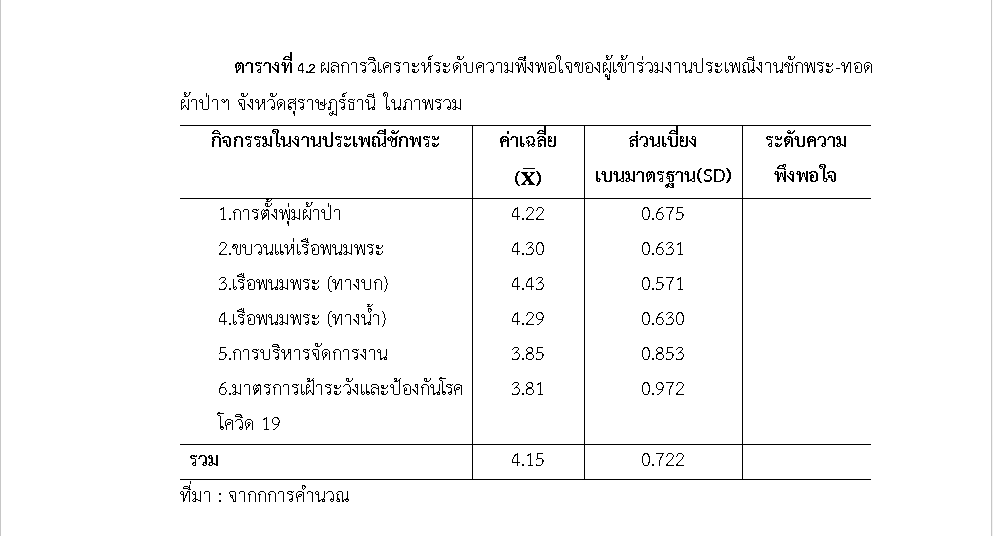 ตารางที่ 4.2 ผลการวิเคราะห์ระดับความพึงพอใจของผู้เข้าร่วมงานประเพณีงานชักพระ-ทอด
ผ้าป่าฯ จังหวัดสุราษฎร์ธานี ในภาพรวม
กิจกรรมในงานประเพณีชักพระ ค่าเฉลี่ย ส่วนเบี่ยง ระดับความ
(X̅) เบนมาตรฐาน(SD) พึงพอใจ
1.การตั้งพุ่มผ้าป่า 4.22 0.675
2.ขบวนแห่เรือพนมพระ 4.30 0.631
3.เรือพนมพระ (ทางบก) 4.43 0.571
4.เรือพนมพระ (ทางน้ำ) 4.29 0.630
5.การบริหารจัดการงาน 3.85 0.853
6.มาตรการเฝ้าระวังและป้องกันโรค 3.81 0.972
โควิด 19
รวม 4.15 0.722
ที่มา : จากกการคำนวณ